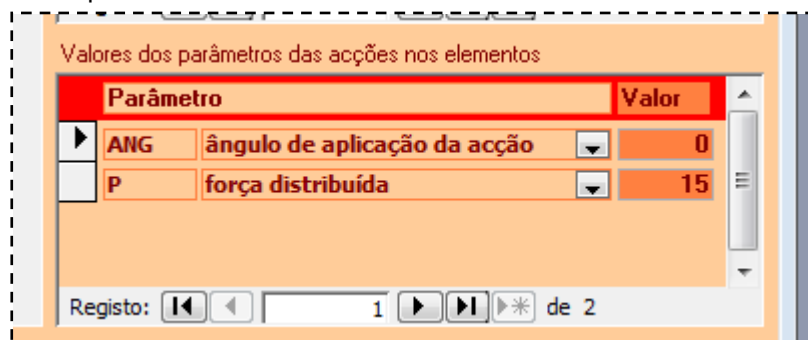 Valores dos parâmetros das acções nos elementos
Parâmetro Valor
ANG ângulo de aplicação da acção 0
P força distribuída 15
Registo: 1 de 2